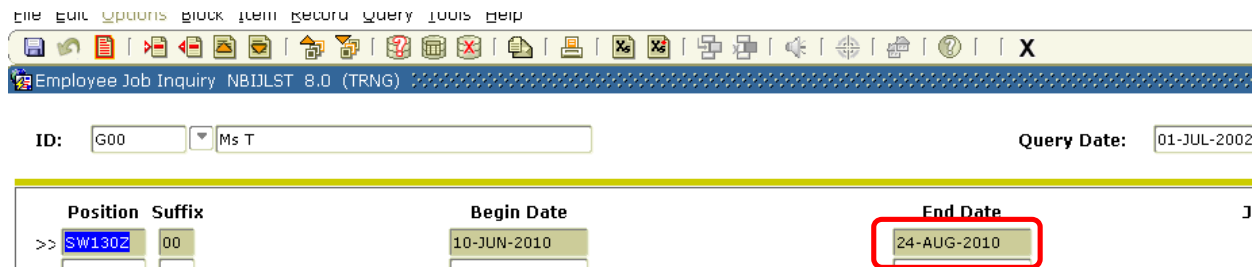 File Edit Options Block Item Record Query Tools Help
X
Employee Job Inquiry NBIJLST 8.0 (TRNG)
ID: G00 Ms T Query Date: 01-JUL-2002
Position Suffix Begin Date End Date J
>> SW130Z 00 10-JUN-2010 24-AUG-2010